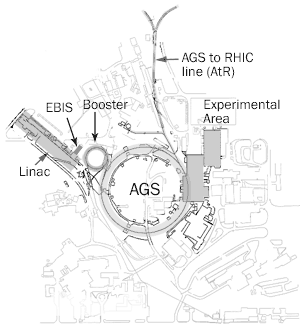 AGS to RHIC
line (AtR)
EBIS
Booster
Experimental
Area
Linac
AGS